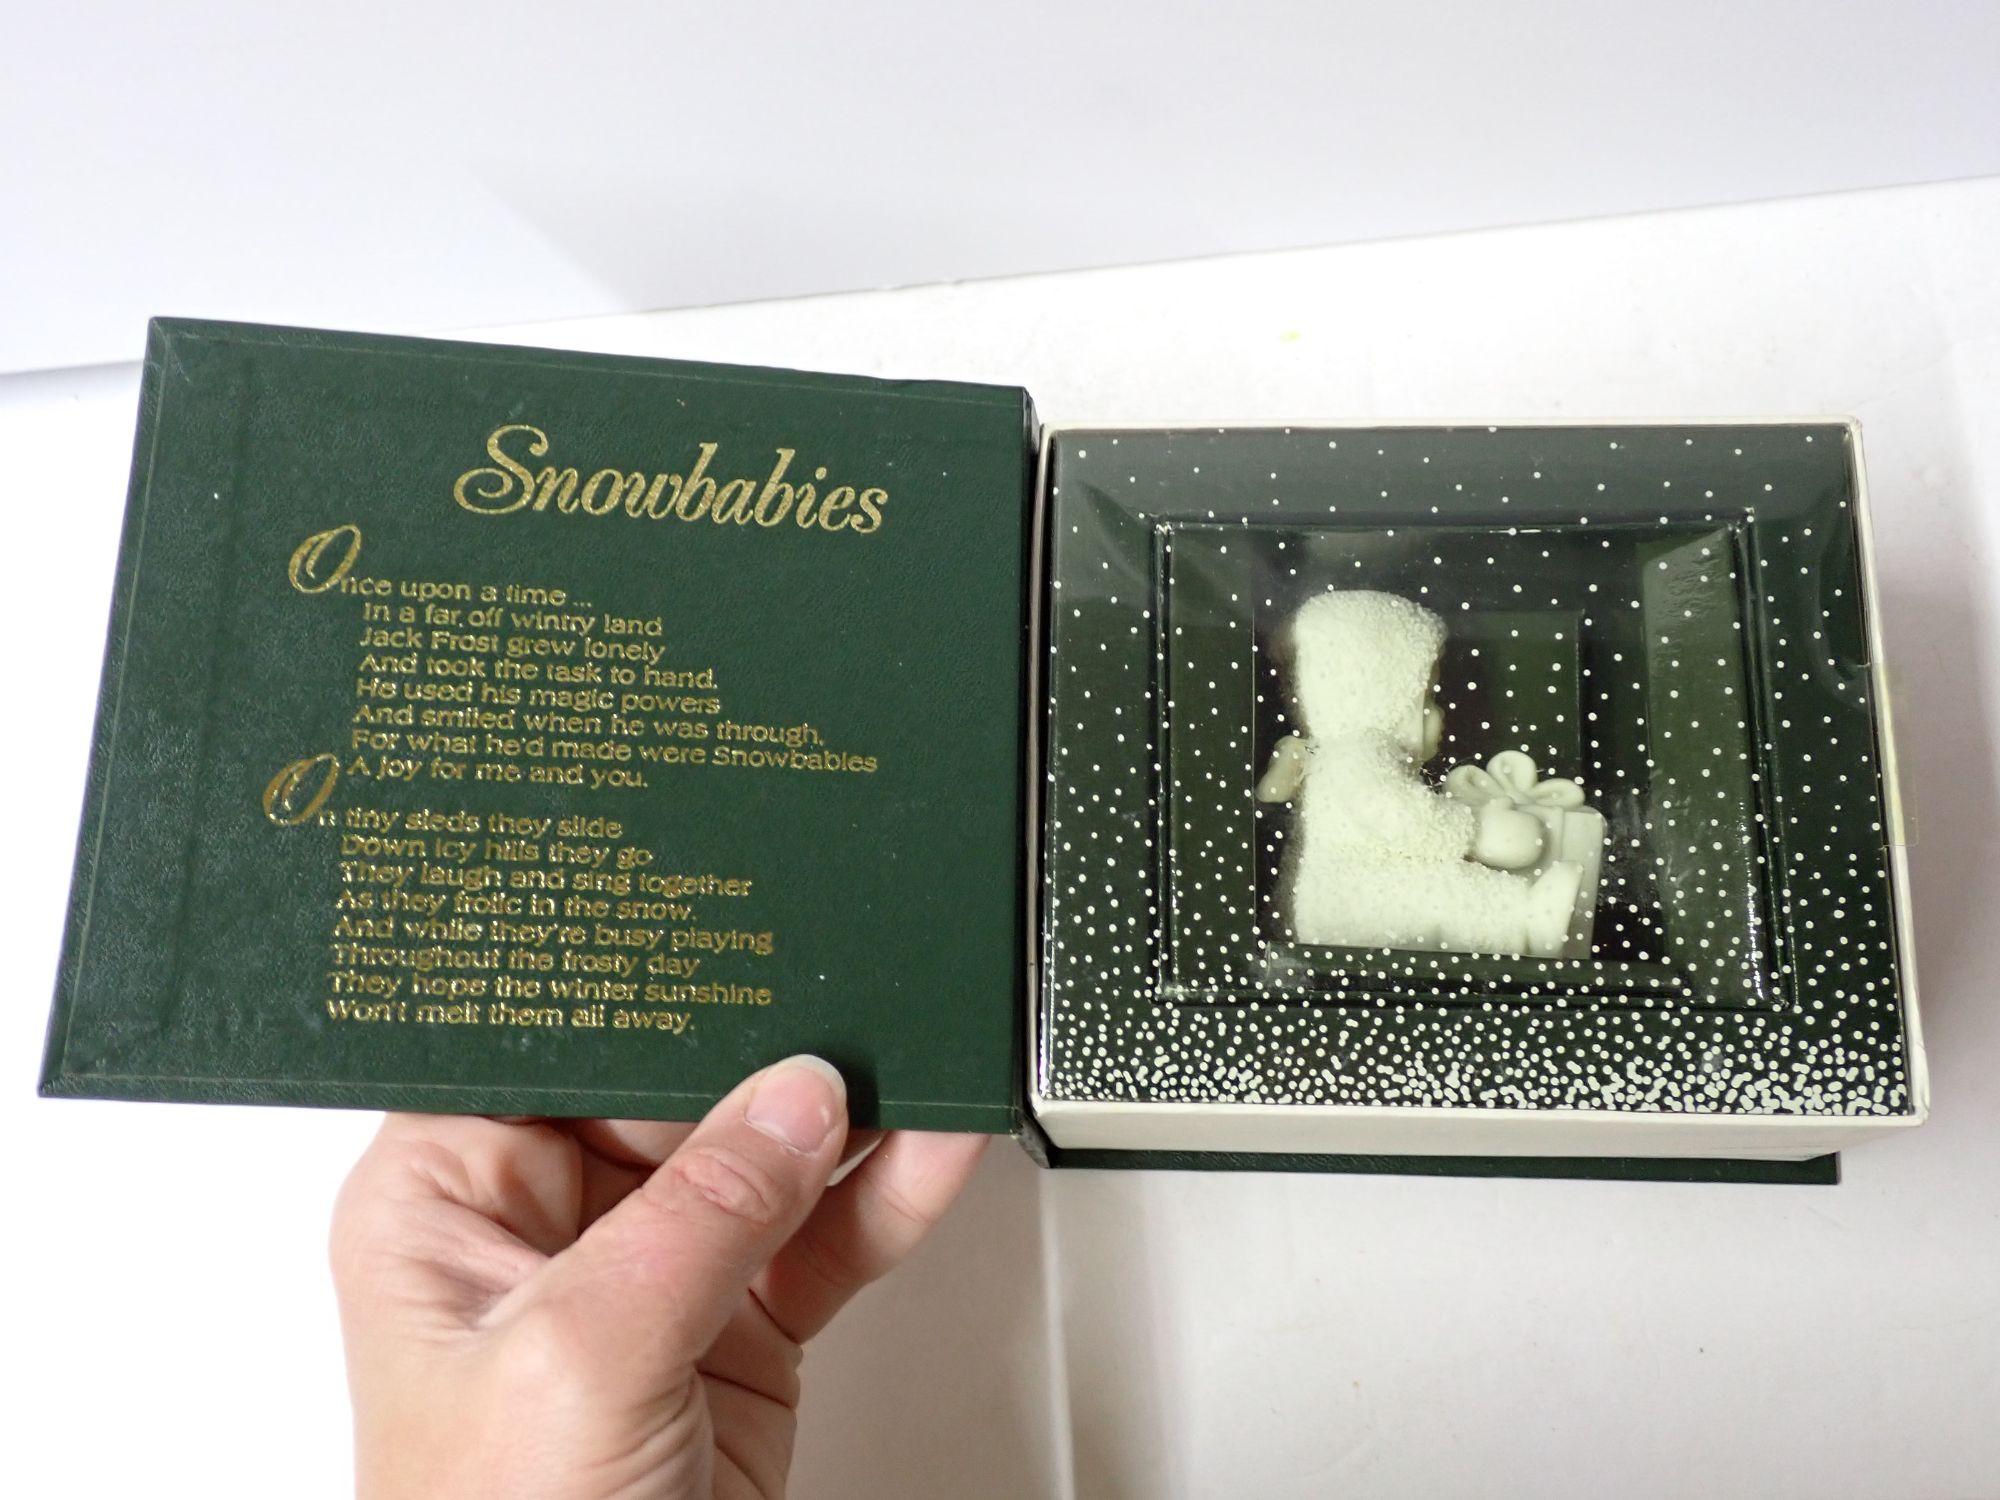 Snowbabies
Once upon a time...
In a far off wintry land
Jack Frost grew lonely
And took the task to hand.
He used his magic powers
And smiled when he was through,
For what he'd made were Snowbabies
A joy for me and you.
On tiny sleds they slide
Down icy hills they go
They laugh and sing together
As they frolic in the snow.
And while they're busy playing
Throughout the frosty day
They hope the winter sunshine
Won't melt them all away.